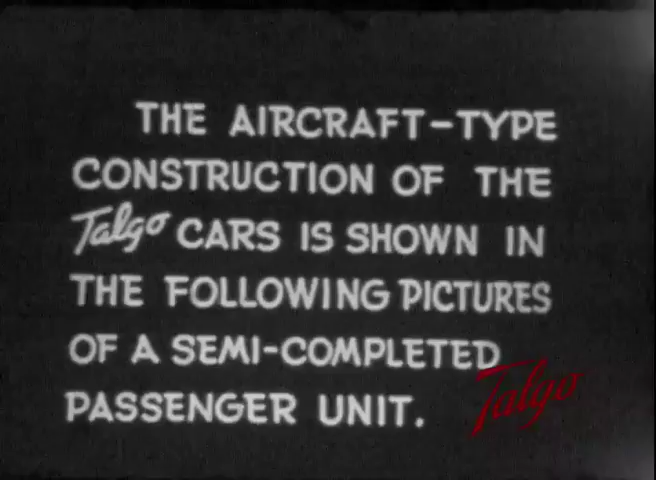 THE AIRCRAFT-TYPE
CONSTRUCTION OF THE
Talgo CARS IS SHOWN IN
THE FOLLOWING PICTURES
OF A SEMI-COMPLETED
PASSENGER UNIT.
Talgo